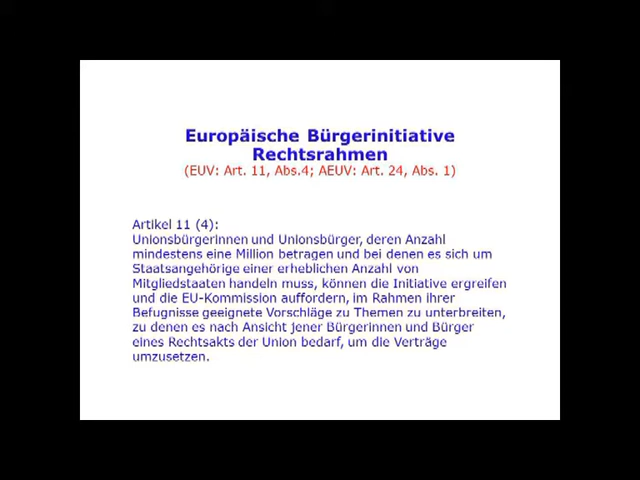 Europäische Bürgerinitiative
Rechtsrahmen
(EUV: Art. 11, Abs.4; AEUV: Art. 24, Abs. 1)
Artikel 11 (4):
Unionsbürgerinnen und Unionsbürger, deren Anzahl
mindestens eine Million betragen und bei denen es sich um
Staatsangehörige einer erheblichen Anzahl von
Mitgliedstaaten handeln muss, können die Initiative ergreifen
und die EU-Kommission auffordern, im Rahmen ihrer
Befugnisse geeignete Vorschläge zu Themen zu unterbreiten,
zu denen es nach Ansicht jener Bürgerinnen und Bürger
eines Rechtsakts der Union bedarf, um die Verträge
umzusetzen.